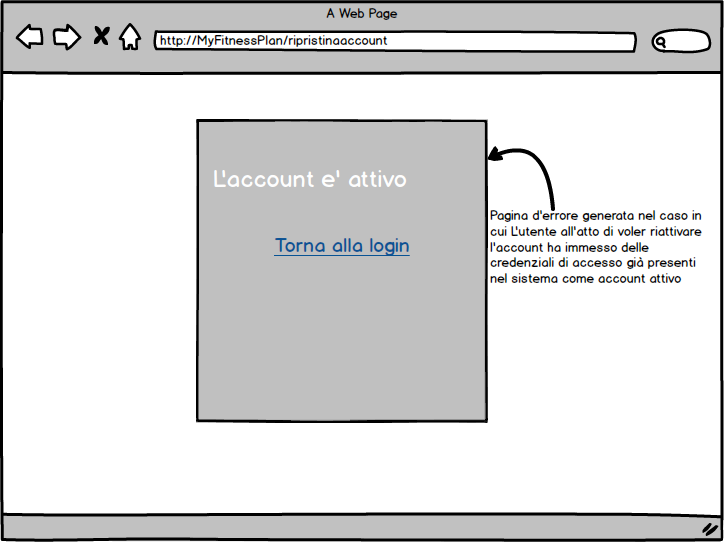 A Web Page
http://MyFitnessPlan/ripristinaaccount
L'account e' attivo
Torna alla login
Pagina d'errore generata nel caso in
cui L'utente all'atto di voler riattivare
l'account ha immesso delle
credenziali di accesso già presenti
nel sistema come account attivo